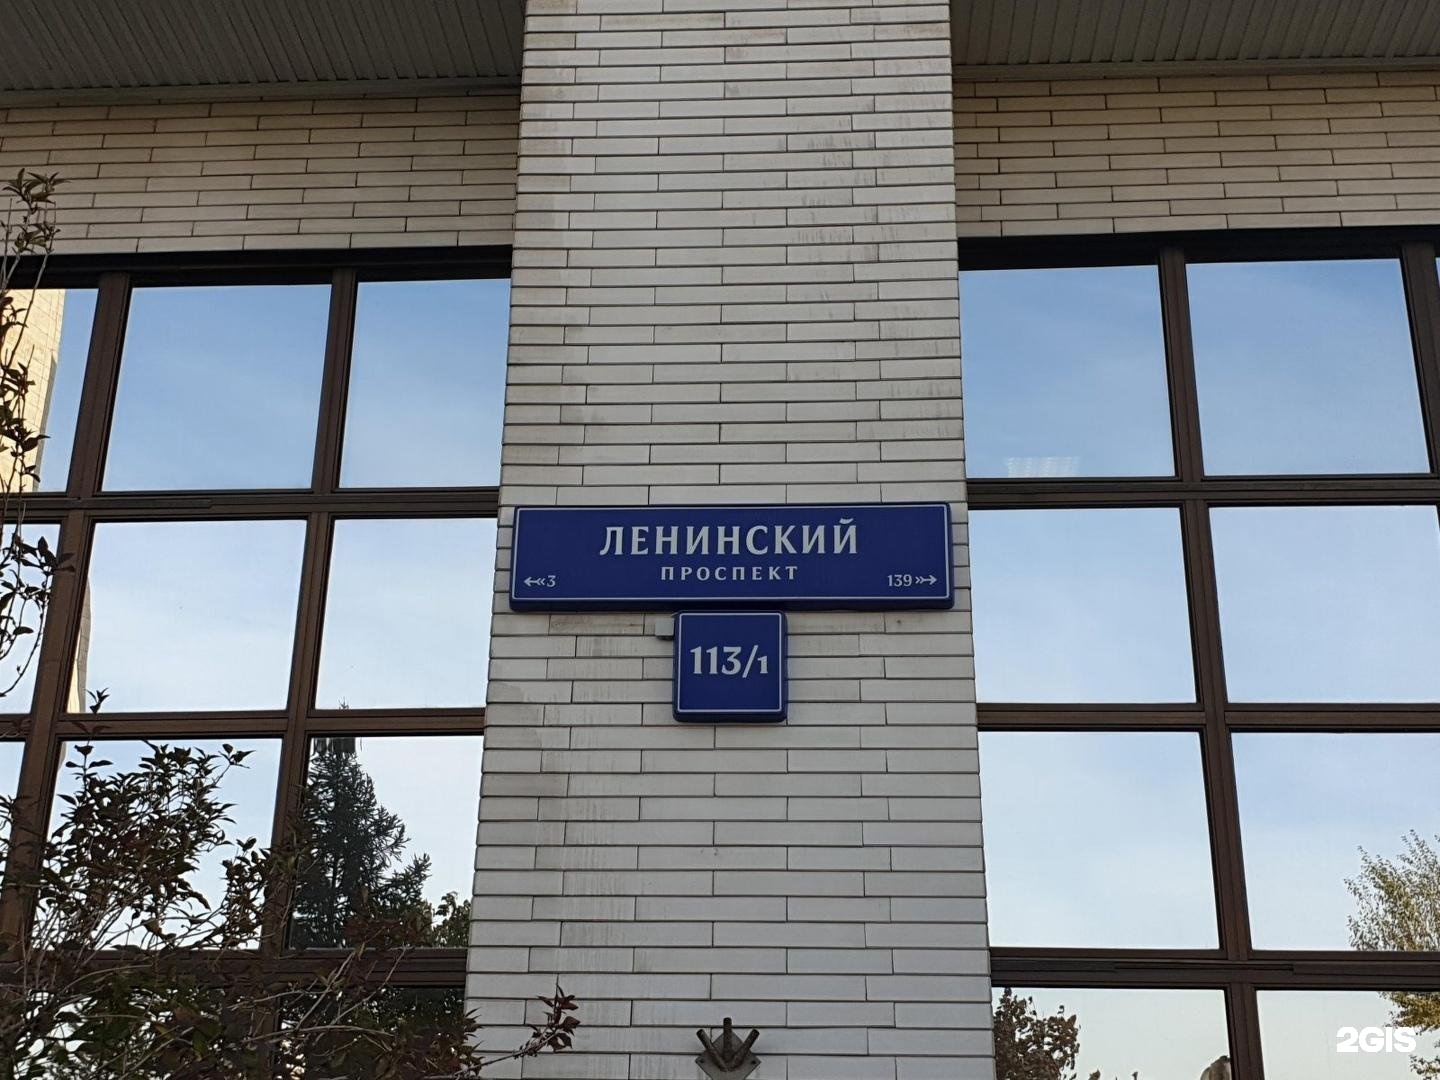 ЛЕНИНСКИЙ
ПРОСПЕКТ
3 139
113/1
2GIS